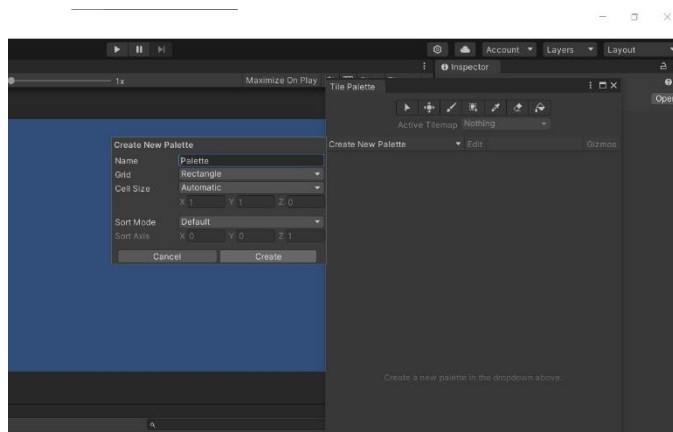 Account Layers Layout
Inspector
1x Maximize On Play
Tile Palette
Open
Active Tilemap Nothing
Create New Palette Edit Gizmos
Create New Palette
Name Palette
Grid Rectangle
Cell Size Automatic
X 1 Y 1 Z 0
Sort Mode Default
Sort Axis X 0 Y 0 Z 1
Cancel Create
Create a new palette in the dropdown above.